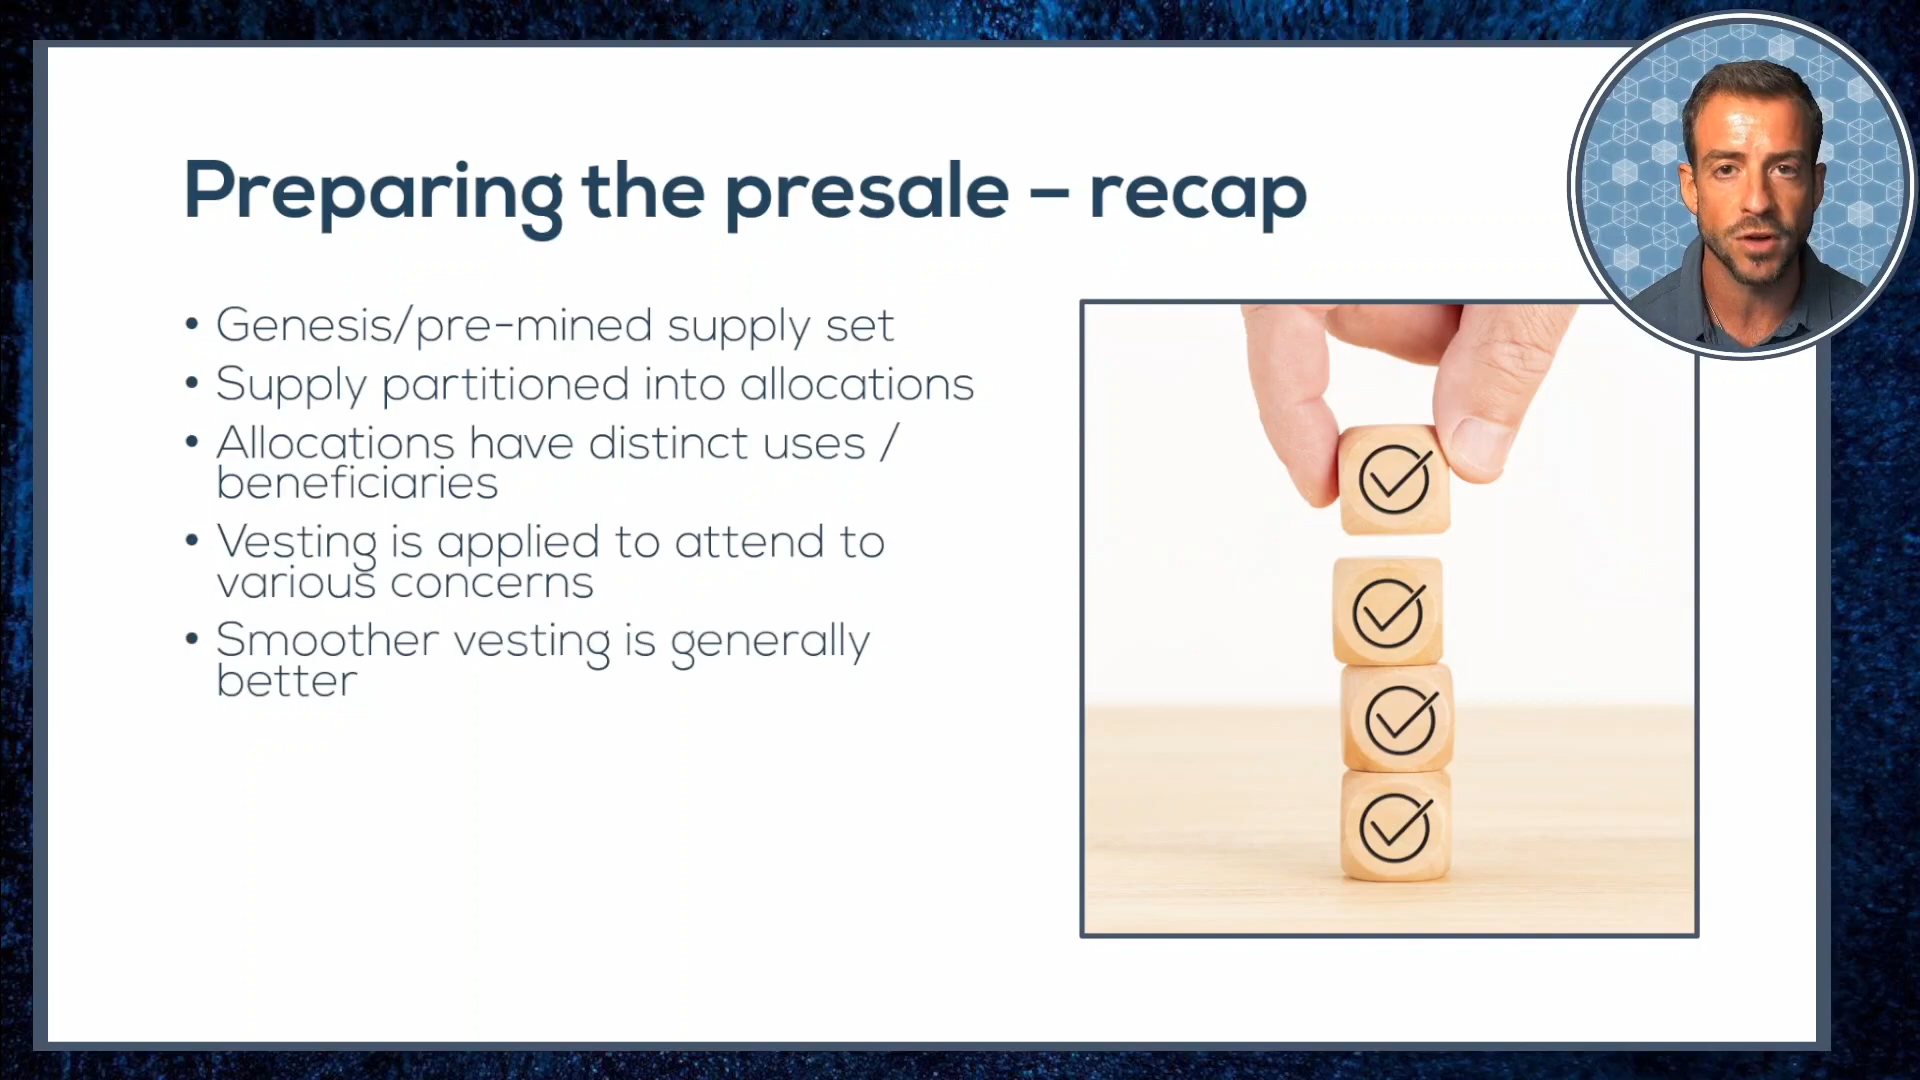 Preparing the presale – recap
• Genesis/pre-mined supply set
• Supply partitioned into allocations
• Allocations have distinct uses /
beneficiaries
• Vesting is applied to attend to
various concerns
• Smoother vesting is generally
better